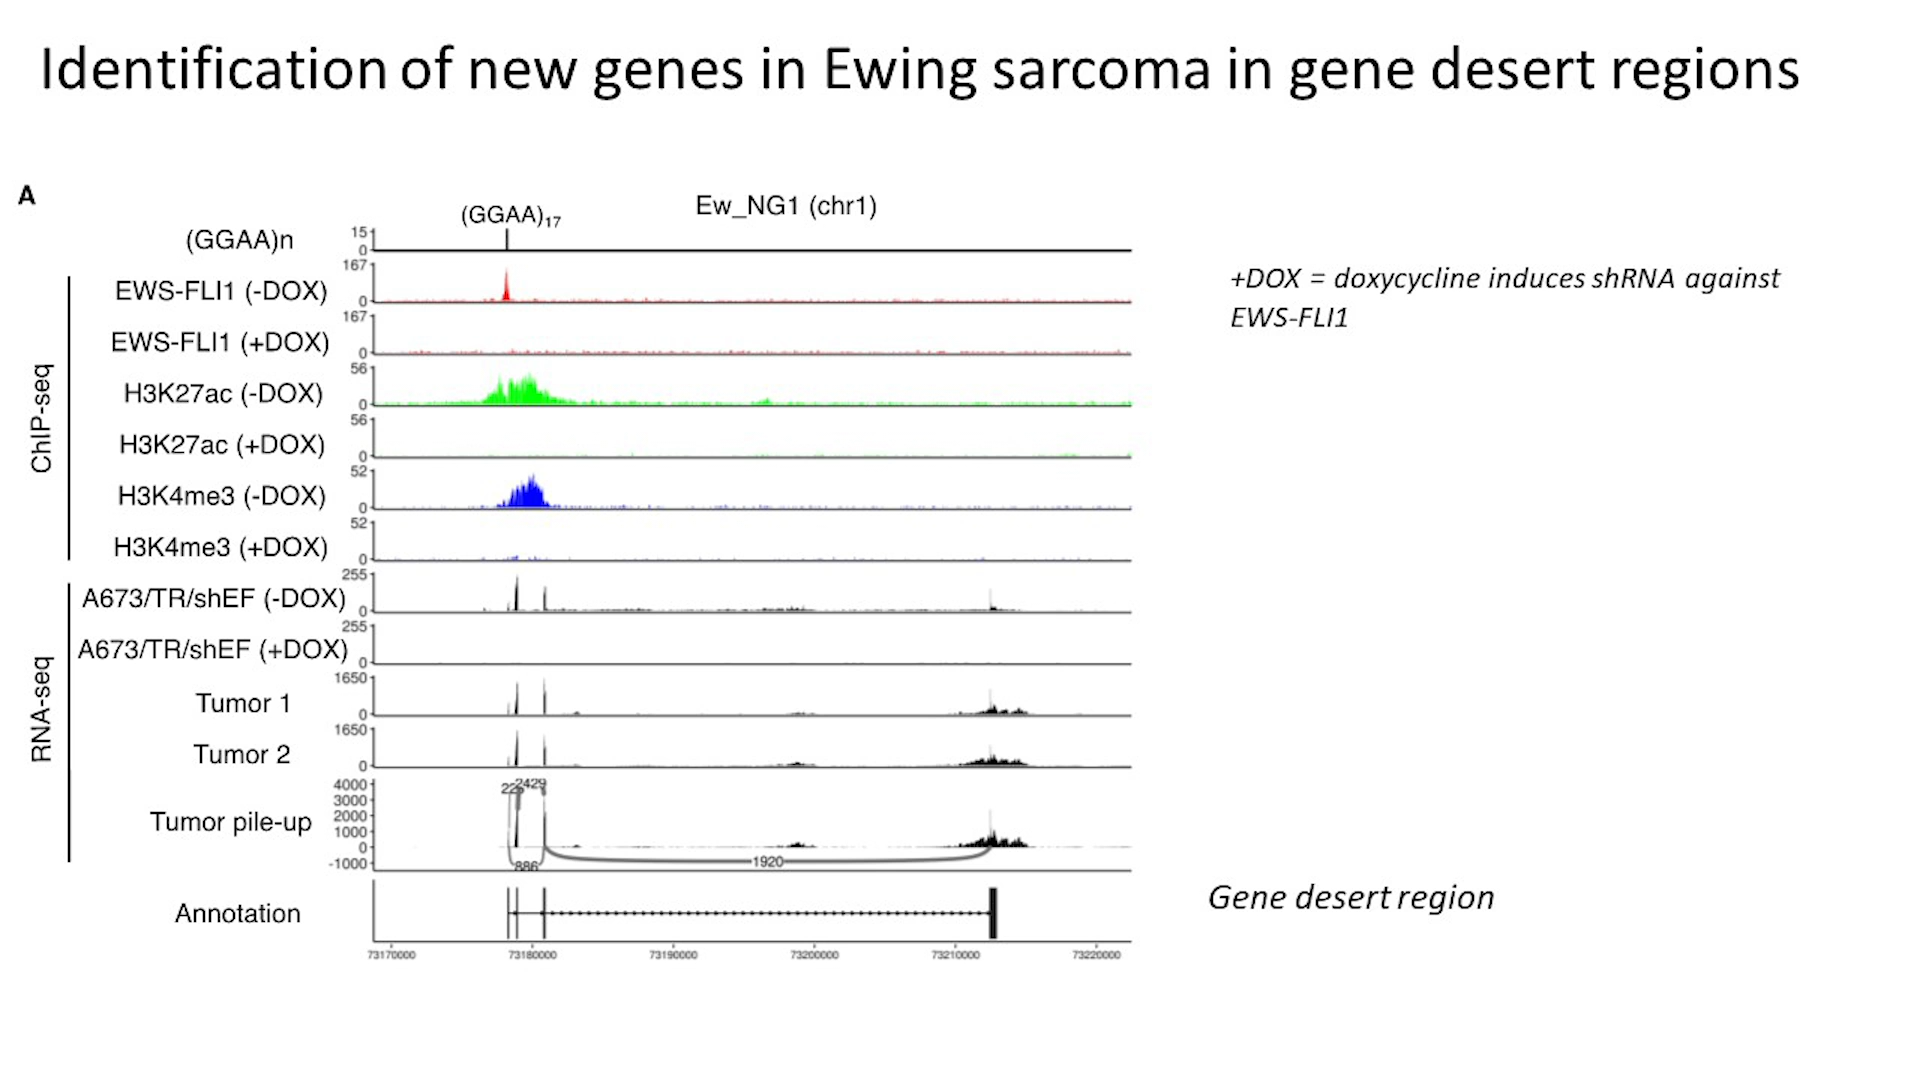 Identification of new genes in Ewing sarcoma in gene desert regions
A
Ew_NG1 (chr1)
(GGAA)17
(GGAA)n
15
0
+DOX = doxycycline induces shRNA against
EWS-FLI1
ChIP-seq
EWS-FLI1 (-DOX)
167
0
EWS-FLI1 (+DOX)
167
0
H3K27ac (-DOX)
56
0
H3K27ac (+DOX)
56
0
H3K4me3 (-DOX)
52
0
H3K4me3 (+DOX)
52
0
RNA-seq
A673/TR/shEF (-DOX)
255
0
A673/TR/shEF (+DOX)
255
0
Tumor 1
1650
0
Tumor 2
1650
0
Tumor pile-up
4000
3000
2000
1000
0
-1000
2429
886
1920
Annotation
Gene desert region
73170000 73180000 73190000 73200000 73210000 73220000